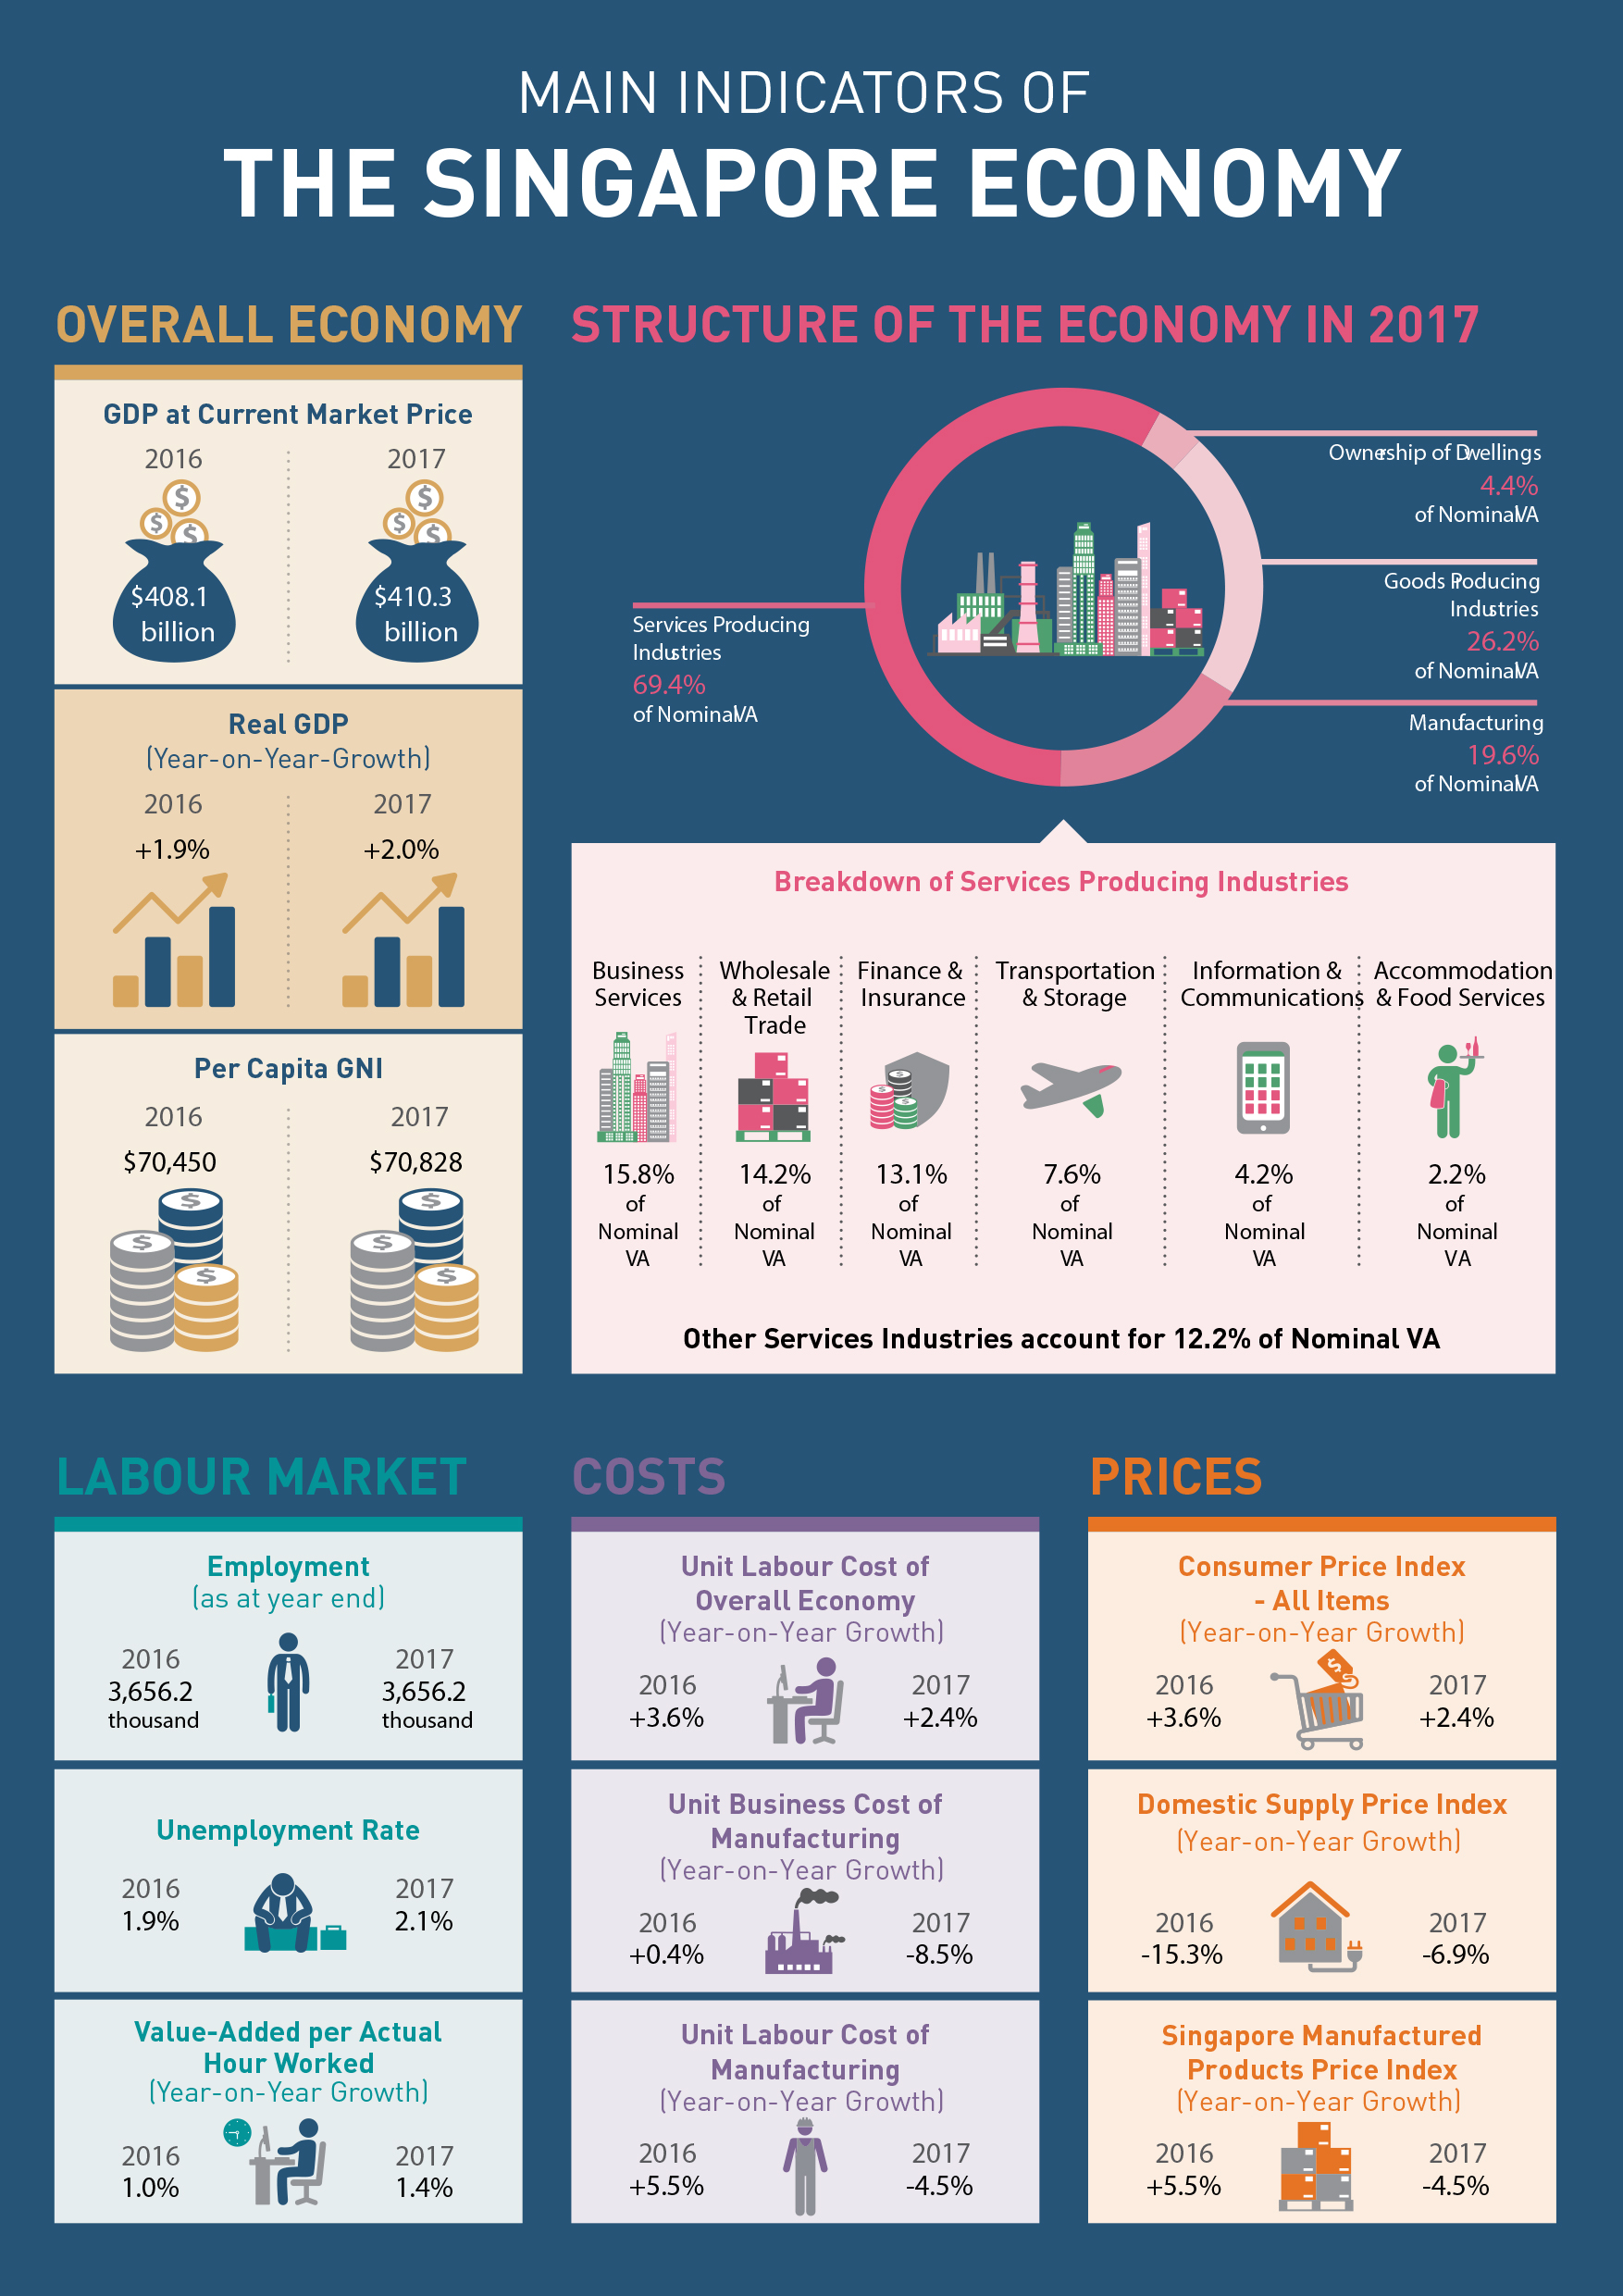 MAIN INDICATORS OF
THE SINGAPORE ECONOMY
OVERALL ECONOMY
GDP at Current Market Price
2016
2017
$408.1
billion
$410.3
billion
Real GDP
(Year-on-Year-Growth)
2016
2017
+1.9%
+2.0%
Per Capita GNI
2016
2017
$70,450
$70,828
STRUCTURE OF THE ECONOMY IN 2017
Ownership of Dwellings
4.4%
of Nominal VA
Goods Producing
Industries
26.2%
of Nominal VA
Manufacturing
19.6%
of Nominal VA
Services Producing
Industries
69.4%
of Nominal VA
Breakdown of Services Producing Industries
Business
Services
15.8%
of
Nominal
VA
Wholesale
& Retail
Trade
14.2%
of
Nominal
VA
Finance &
Insurance
13.1%
of
Nominal
VA
Transportation
& Storage
7.6%
of
Nominal
VA
Information &
Communications
4.2%
of
Nominal
VA
Accommodation
& Food Services
2.2%
of
Nominal
VA
Other Services Industries account for 12.2% of Nominal VA
LABOUR MARKET
Employment
(as at year end)
2016
3,656.2
thousand
2017
3,656.2
thousand
Unemployment Rate
2016
1.9%
2017
2.1%
Value-Added per Actual
Hour Worked
(Year-on-Year Growth)
2016
1.0%
2017
1.4%
COSTS
Unit Labour Cost of
Overall Economy
(Year-on-Year Growth)
2016
+3.6%
2017
+2.4%
Unit Business Cost of
Manufacturing
(Year-on-Year Growth)
2016
+0.4%
2017
-8.5%
Unit Labour Cost of
Manufacturing
(Year-on-Year Growth)
2016
+5.5%
2017
-4.5%
PRICES
Consumer Price Index
- All Items
(Year-on-Year Growth)
2016
+3.6%
2017
+2.4%
Domestic Supply Price Index
(Year-on-Year Growth)
2016
-15.3%
2017
-6.9%
Singapore Manufactured
Products Price Index
(Year-on-Year Growth)
2016
+5.5%
2017
-4.5%